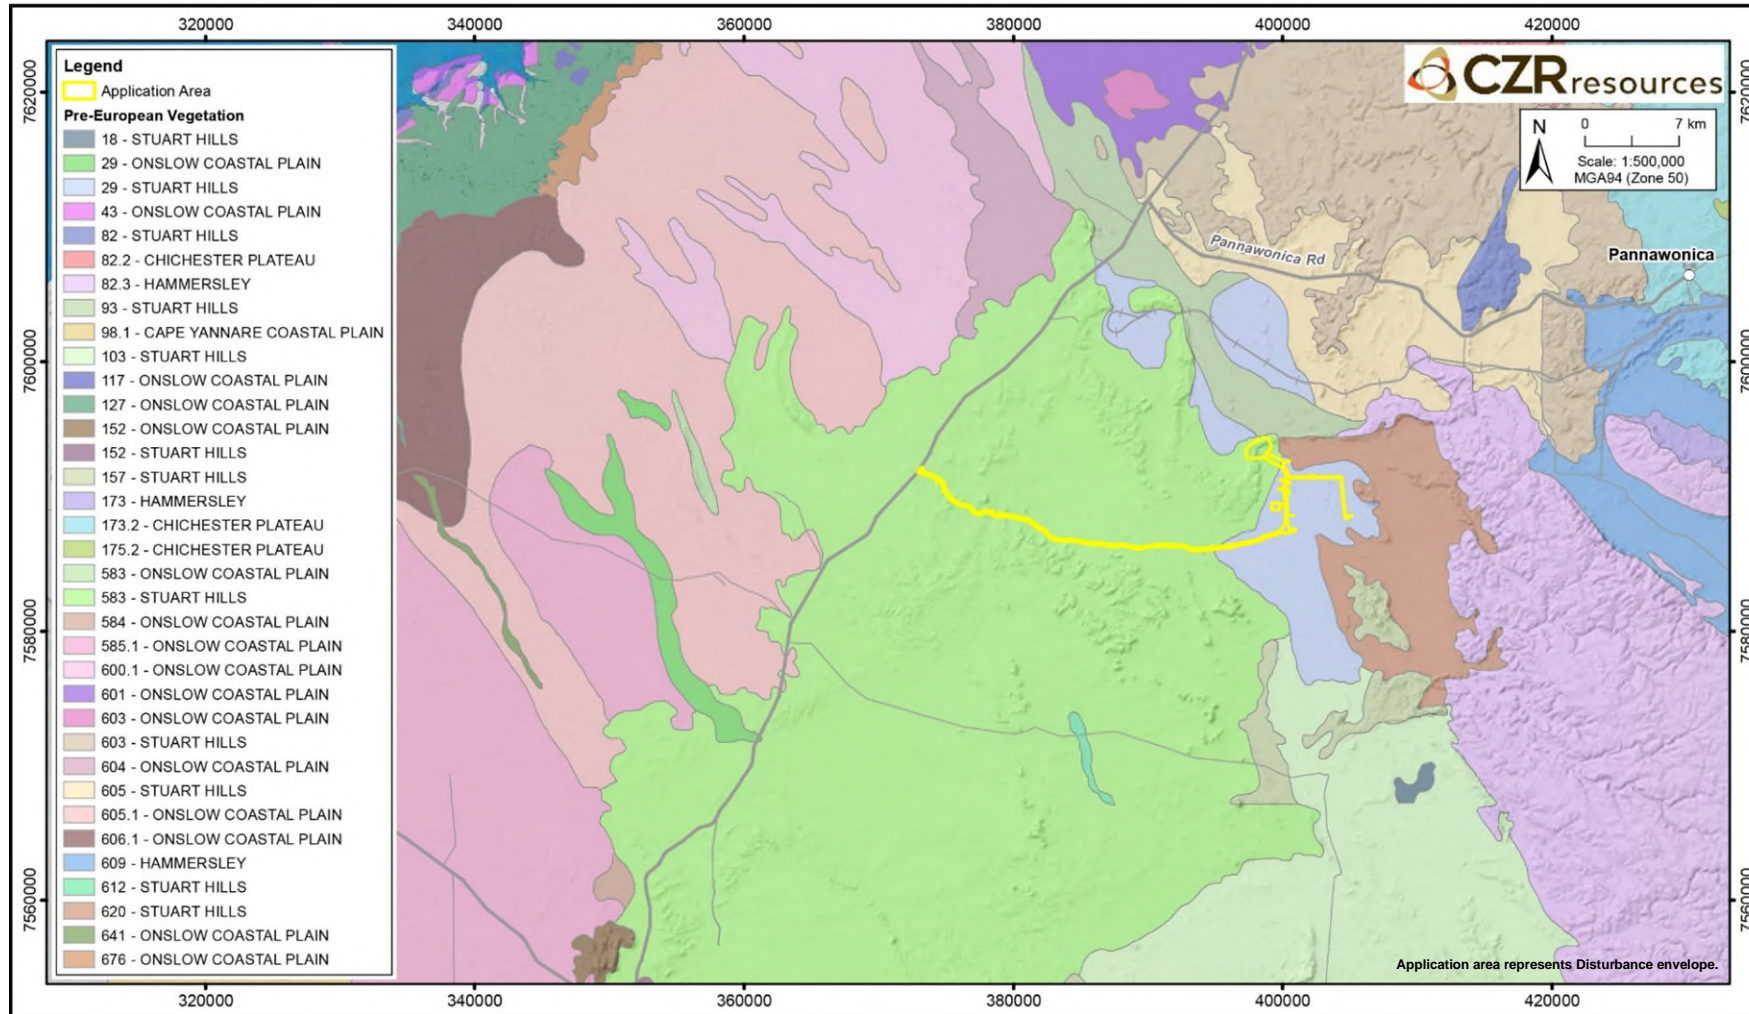 320000
340000
360000
380000
400000
420000
7620000
7600000
7580000
7560000
Legend
Application Area
Pre-European Vegetation
18 - STUART HILLS
29 - ONSLOW COASTAL PLAIN
29 - STUART HILLS
43 - ONSLOW COASTAL PLAIN
82 - STUART HILLS
82.2 - CHICHESTER PLATEAU
82.3 - HAMMERSLEY
93 - STUART HILLS
98.1 - CAPE YANNARE COASTAL PLAIN
103 - STUART HILLS
117 - ONSLOW COASTAL PLAIN
127 - ONSLOW COASTAL PLAIN
152 - ONSLOW COASTAL PLAIN
152 - STUART HILLS
157 - STUART HILLS
173 - HAMMERSLEY
173.2 - CHICHESTER PLATEAU
175.2 - CHICHESTER PLATEAU
583 - ONSLOW COASTAL PLAIN
583 - STUART HILLS
584 - ONSLOW COASTAL PLAIN
585.1 - ONSLOW COASTAL PLAIN
600.1 - ONSLOW COASTAL PLAIN
601 - ONSLOW COASTAL PLAIN
603 - ONSLOW COASTAL PLAIN
603 - STUART HILLS
604 - ONSLOW COASTAL PLAIN
605 - STUART HILLS
605.1 - ONSLOW COASTAL PLAIN
606.1 - ONSLOW COASTAL PLAIN
609 - HAMMERSLEY
612 - STUART HILLS
620 - STUART HILLS
641 - ONSLOW COASTAL PLAIN
676 - ONSLOW COASTAL PLAIN
CZR resources
N
0 7 km
Scale: 1:500,000
MGA94 (Zone 50)
Pannawonica Rd
Pannawonica
Application area represents Disturbance envelope.
7620000
7600000
7580000
7560000
320000
340000
360000
380000
400000
420000